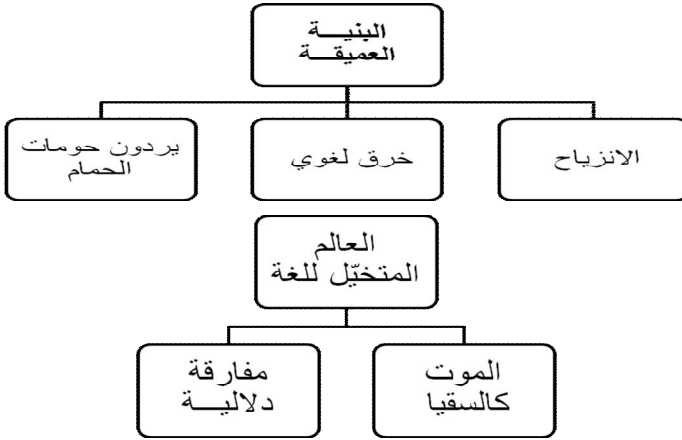 البنيـــة
العميقـــة
الانزياح
خرق لغوي
يردون حومات
الحمام
العالم
المتخيّل للغة
الموت
كالسقيا
مفارقة
دلاليـــة